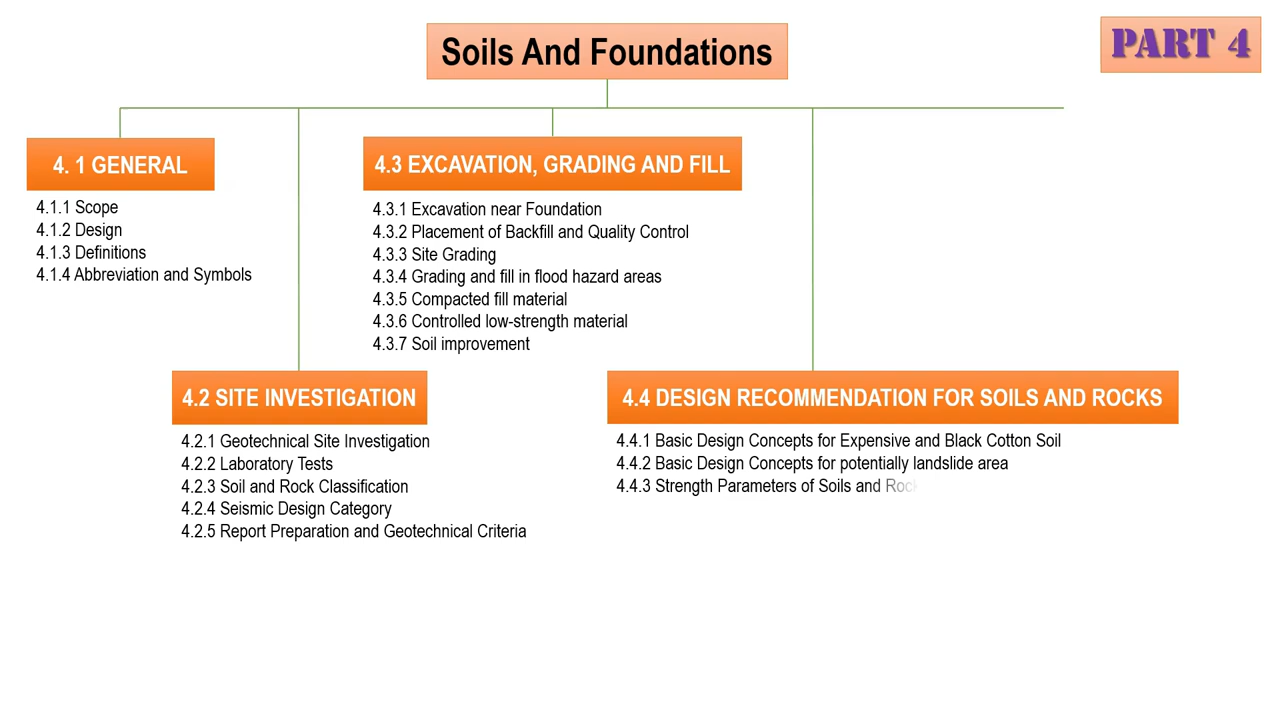 Soils And Foundations
PART 4
4. 1 GENERAL
4.1.1 Scope
4.1.2 Design
4.1.3 Definitions
4.1.4 Abbreviation and Symbols
4.3 EXCAVATION, GRADING AND FILL
4.3.1 Excavation near Foundation
4.3.2 Placement of Backfill and Quality Control
4.3.3 Site Grading
4.3.4 Grading and fill in flood hazard areas
4.3.5 Compacted fill material
4.3.6 Controlled low-strength material
4.3.7 Soil improvement
4.2 SITE INVESTIGATION
4.2.1 Geotechnical Site Investigation
4.2.2 Laboratory Tests
4.2.3 Soil and Rock Classification
4.2.4 Seismic Design Category
4.2.5 Report Preparation and Geotechnical Criteria
4.4 DESIGN RECOMMENDATION FOR SOILS AND ROCKS
4.4.1 Basic Design Concepts for Expensive and Black Cotton Soil
4.4.2 Basic Design Concepts for potentially landslide area
4.4.3 Strength Parameters of Soils and